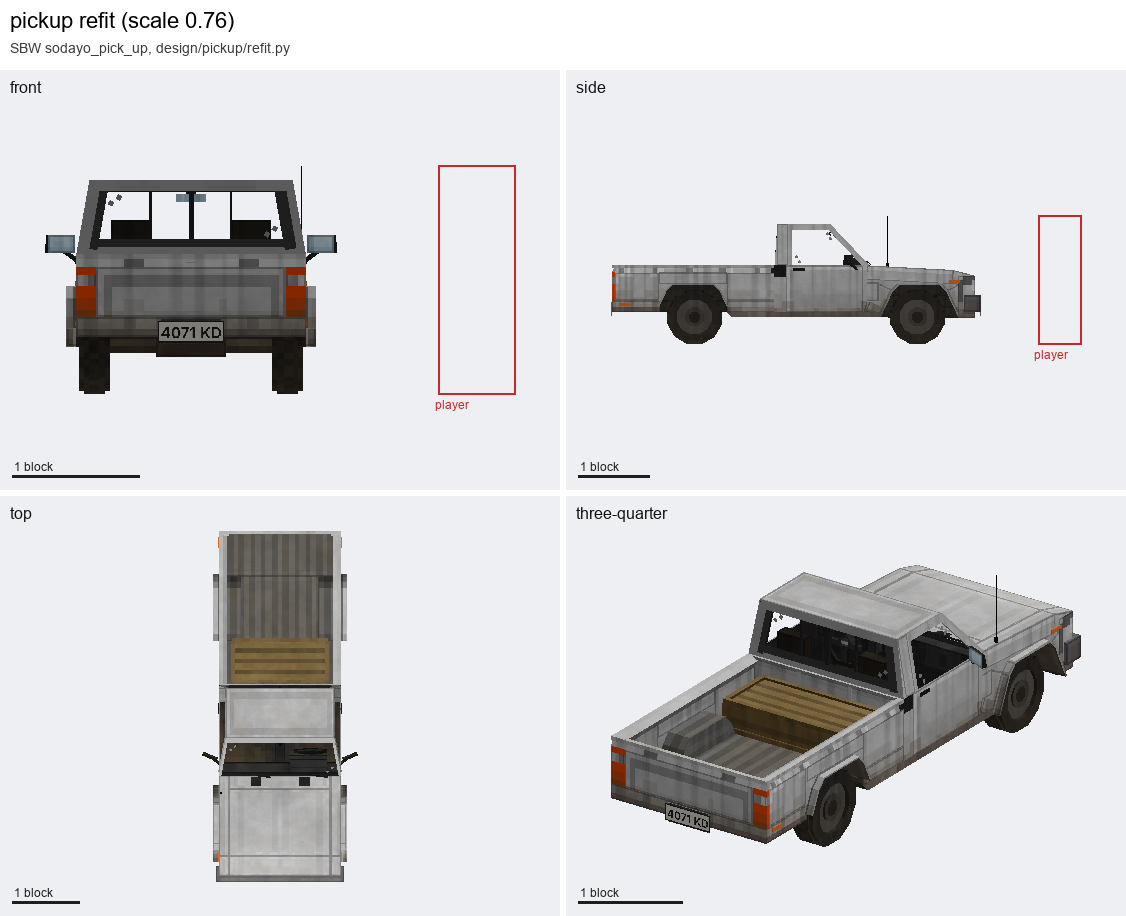 pickup refit (scale 0.76)
SBW sodayo_pick_up, design/pickup/refit.py
front
4071 KD
player
1 block
side
player
1 block
top
1 block
three-quarter
4071 KD
1 block